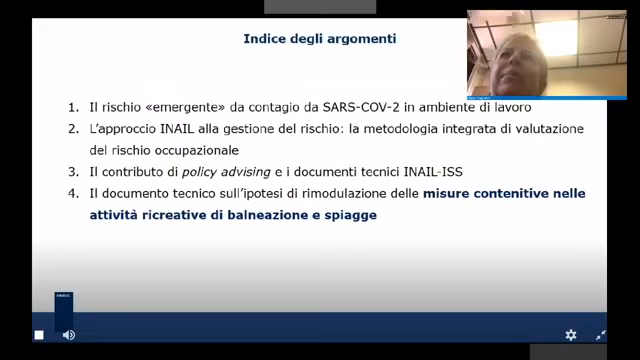 Indice degli argomenti
1. Il rischio «emergente» da contagio da SARS-COV-2 in ambiente di lavoro
2. L'approccio INAIL alla gestione del rischio: la metodologia integrata di valutazione
del rischio occupazionale
3. Il contributo di policy advising e i documenti tecnici INAIL-ISS
4. Il documento tecnico sull'ipotesi di rimodulazione delle misure contenitive nelle
attività ricreative di balneazione e spiagge